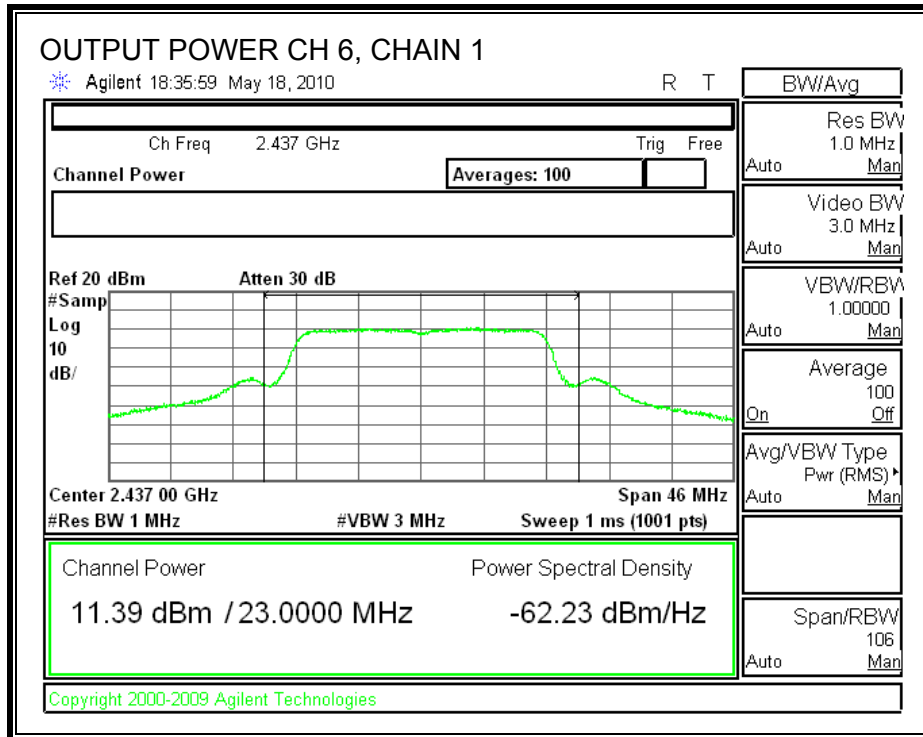 OUTPUT POWER CH 6, CHAIN 1
Agilent 18:35:59 May 18, 2010 R T
Ch Freq 2.437 GHz Trig Free
Channel Power Averages: 100
Ref 20 dBm Atten 30 dB
#Samp
Log
10
dB/
Center 2.437 00 GHz Span 46 MHz
#Res BW 1 MHz #VBW 3 MHz Sweep 1 ms (1001 pts)
Channel Power Power Spectral Density
11.39 dBm / 23.0000 MHz -62.23 dBm/Hz
Copyright 2000-2009 Agilent Technologies
BW/Avg
Res BW
1.0 MHz
Auto Man
Video BW
3.0 MHz
Auto Man
VBW/RBW
1.00000
Auto Man
Average
100
On Off
Avg/VBW Type
Pwr (RMS)
Auto Man
Span/RBW
106
Auto Man